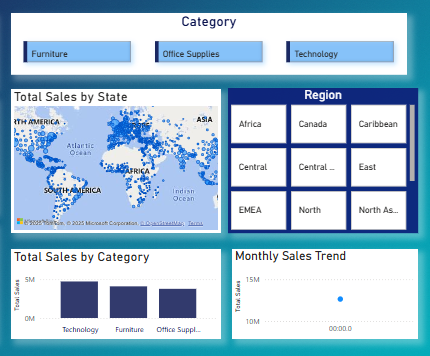 Category
Furniture
Office Supplies
Technology
Total Sales by State
RTH AMERICA
EUROPE
ASIA
Atlantic
Ocean
AFRICA
SOUTH AMERICA
Indian
Ocean
© 2025 TomTom, © 2025 Microsoft Corporation, © OpenStreetMap Terms
Region
Africa
Canada
Caribbean
Central
Central ...
East
EMEA
North
North As...
Total Sales by Category
Total Sales
5M
0M
Technology
Furniture
Office Suppl...
Monthly Sales Trend
Total Sales
15M
10M
00:00.0